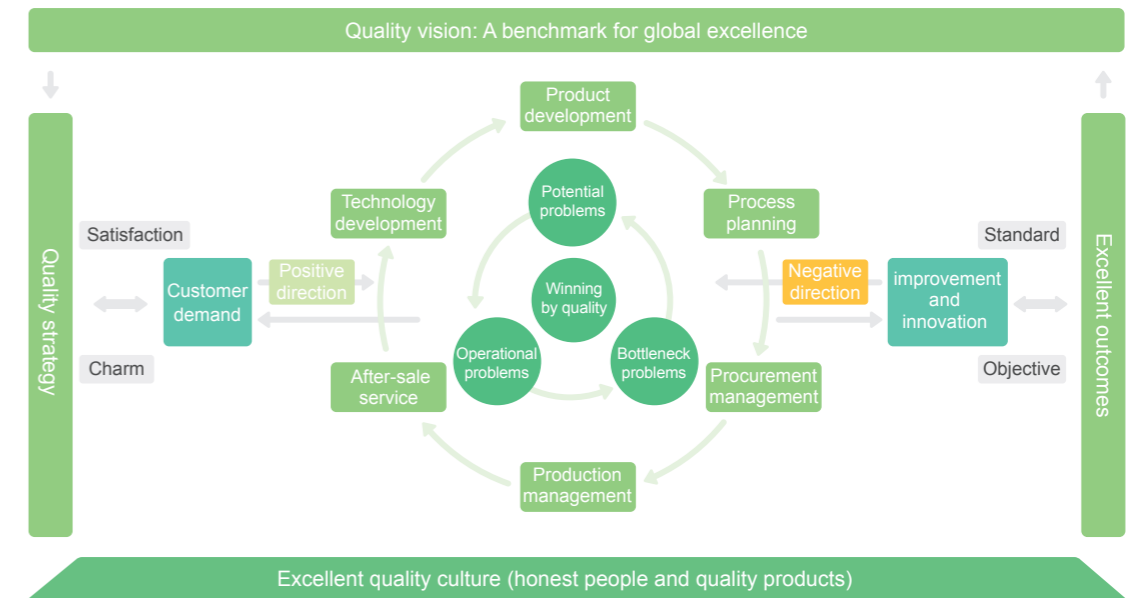 Quality vision: A benchmark for global excellence
Product
development
Technology
development
Potential
problems
Process
planning
Satisfaction
Standard
Quality strategy
Customer
demand
Positive
direction
Winning
by quality
Negative
direction
improvement
and
innovation
Excellent outcomes
Charm
After-sale
service
Operational
problems
Bottleneck
problems
Procurement
management
Objective
Production
management
Excellent quality culture (honest people and quality products)